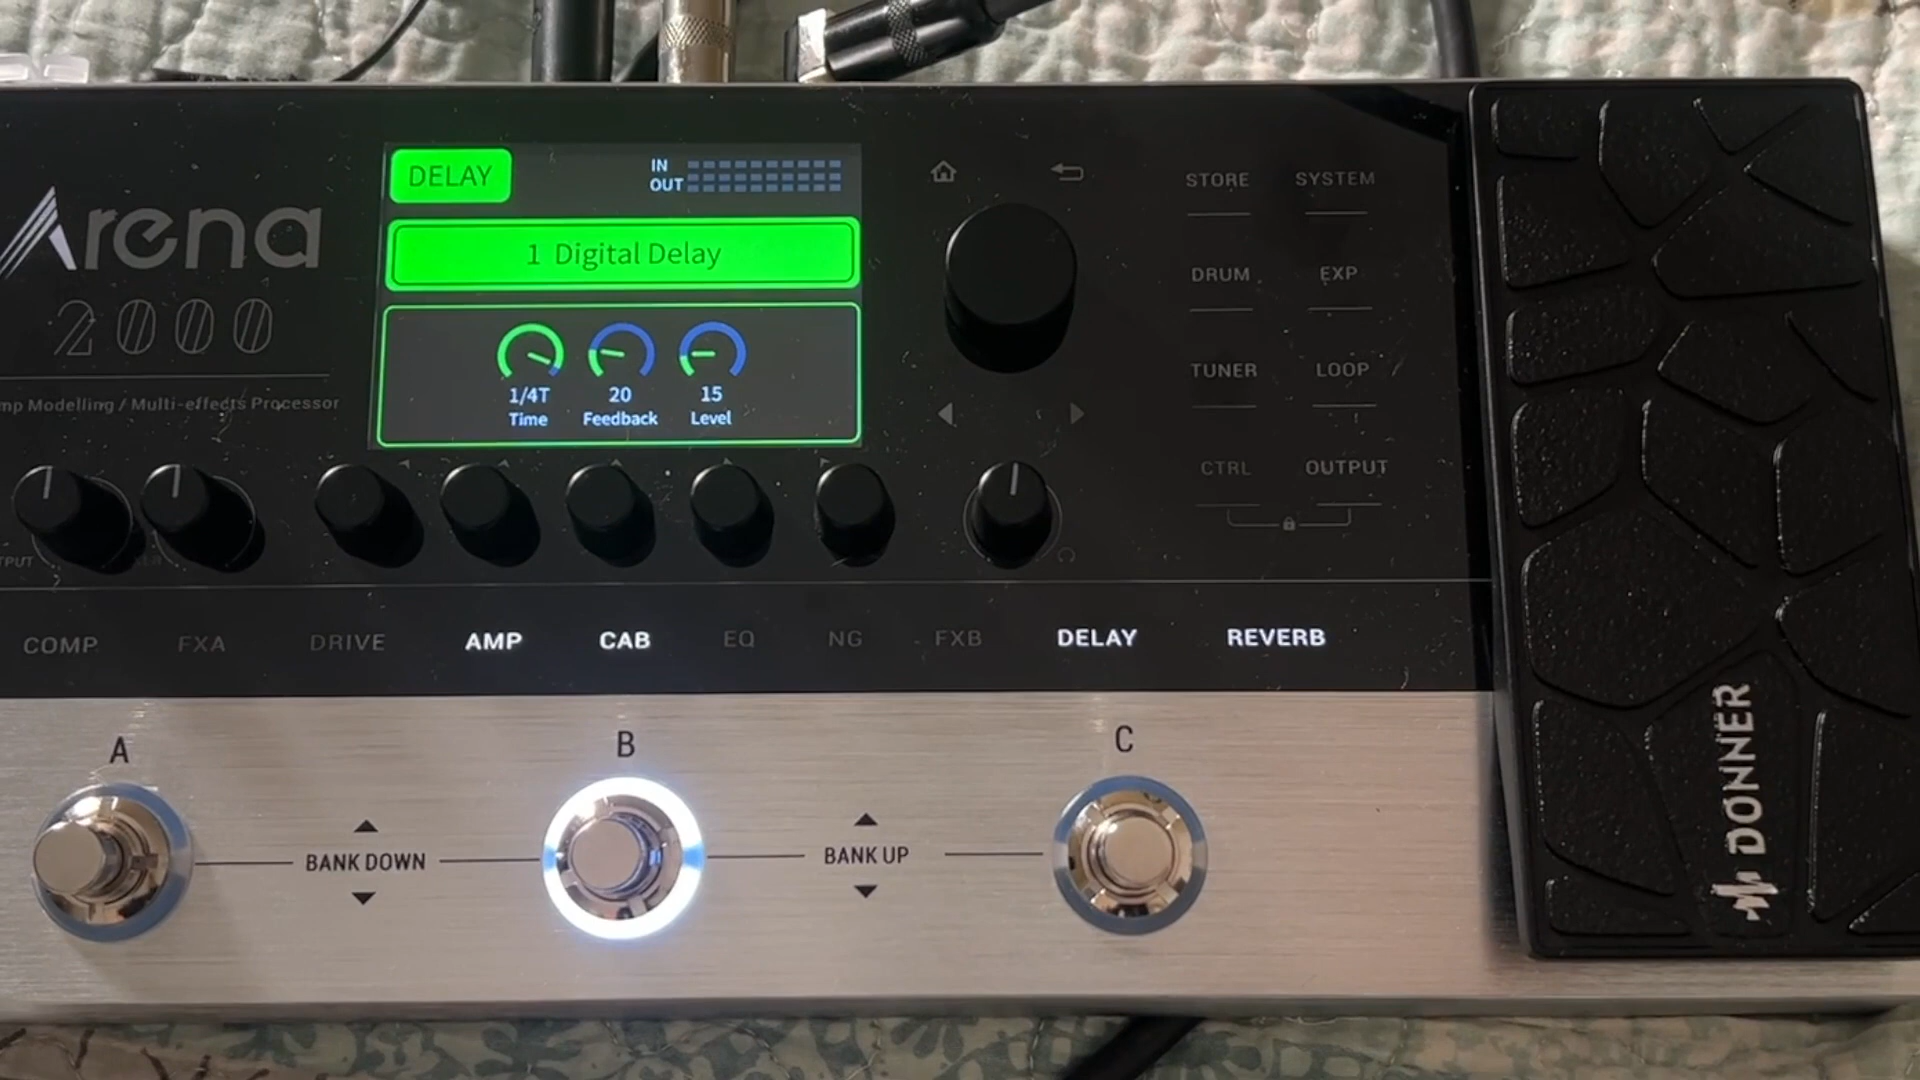 DELAY
IN
OUT
1 Digital Delay
1/4T 20 15
Time Feedback Level
Arena
2000
mp Modelling / Multi-effects Processor
STORE SYSTEM
DRUM EXP
TUNER LOOP
CTRL OUTPUT
COMP FXA DRIVE AMP CAB EQ NG FXB DELAY REVERB
A B C
BANK DOWN BANK UP
DONNER